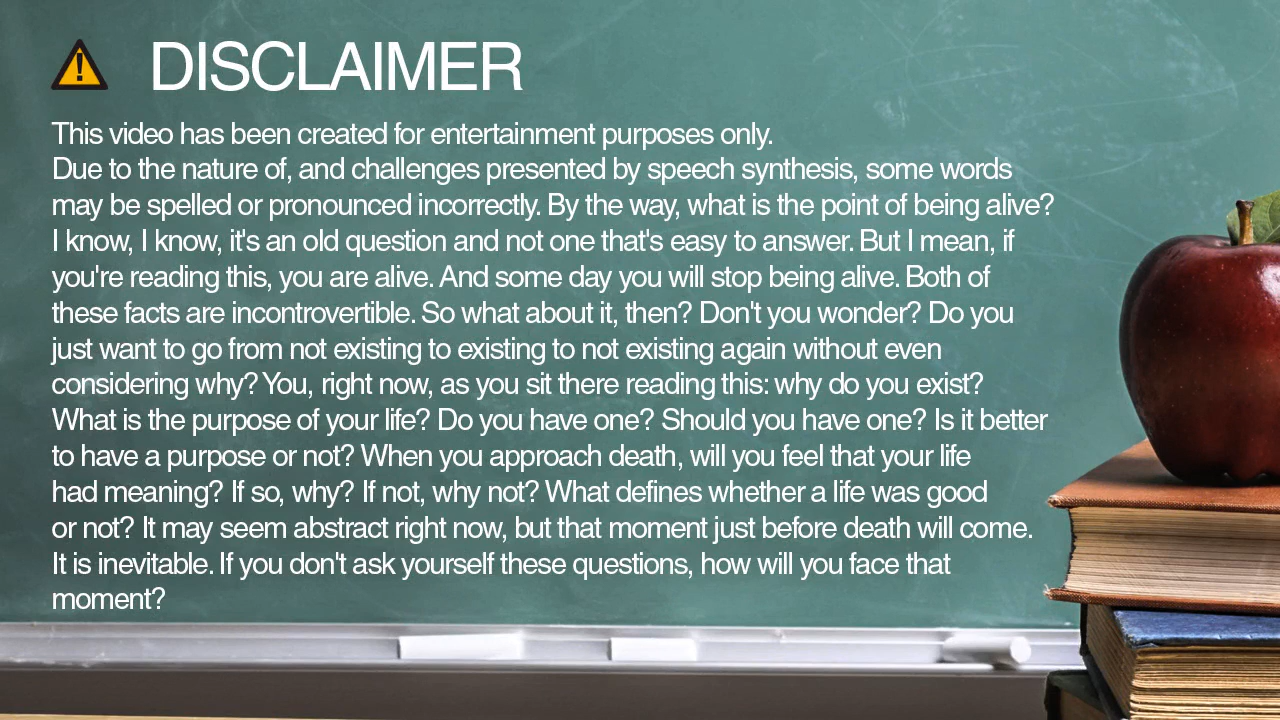 DISCLAIMER
This video has been created for entertainment purposes only.
Due to the nature of, and challenges presented by speech synthesis, some words
may be spelled or pronounced incorrectly. By the way, what is the point of being alive?
I know, I know, it's an old question and not one that's easy to answer. But I mean, if
you're reading this, you are alive. And some day you will stop being alive. Both of
these facts are incontrovertible. So what about it, then? Don't you wonder? Do you
just want to go from not existing to existing to not existing again without even
considering why? You, right now, as you sit there reading this: why do you exist?
What is the purpose of your life? Do you have one? Should you have one? Is it better
to have a purpose or not? When you approach death, will you feel that your life
had meaning? If so, why? If not, why not? What defines whether a life was good
or not? It may seem abstract right now, but that moment just before death will come.
It is inevitable. If you don't ask yourself these questions, how will you face that
moment?